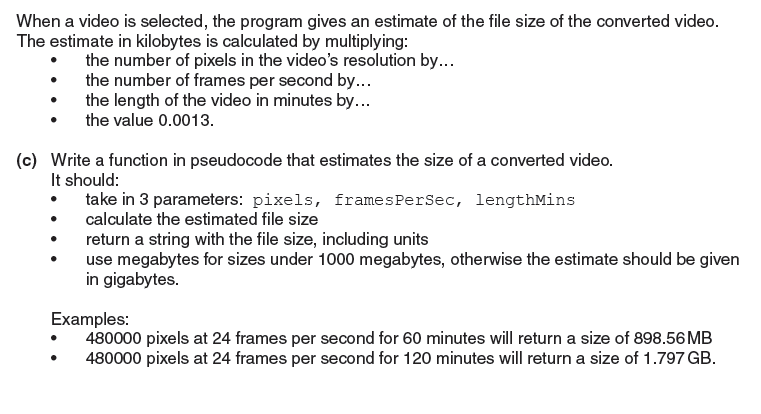 When a video is selected, the program gives an estimate of the file size of the converted video.
The estimate in kilobytes is calculated by multiplying:
• the number of pixels in the video's resolution by…
• the number of frames per second by…
• the length of the video in minutes by…
• the value 0.0013.
(c) Write a function in pseudocode that estimates the size of a converted video.
It should:
• take in 3 parameters: pixels, framesPerSec, lengthMins
• calculate the estimated file size
• return a string with the file size, including units
• use megabytes for sizes under 1000 megabytes, otherwise the estimate should be given
in gigabytes.
Examples:
• 480000 pixels at 24 frames per second for 60 minutes will return a size of 898.56 MB
• 480000 pixels at 24 frames per second for 120 minutes will return a size of 1.797 GB.